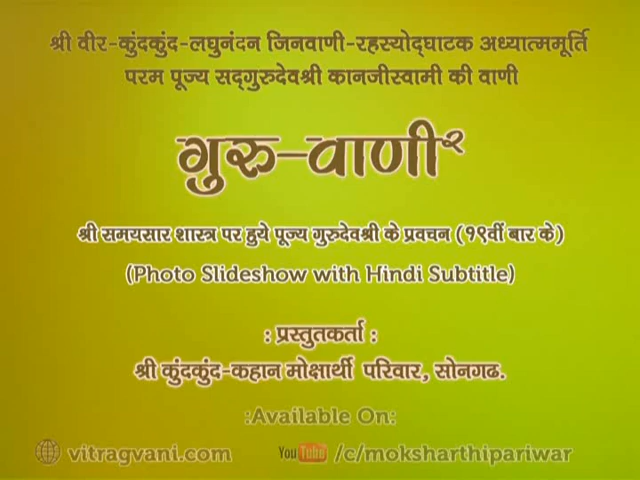 श्री वीर-कुंदकुंद-लघुनंदन जिनवाणी-रहस्योद्घाटक अध्यात्ममूर्ति
परम पूज्य सद्गुरुदेवश्री कानजीस्वामी की वाणी
गुरु-वाणी२
श्री समयसार शास्त्र पर हुये पूज्य गुरुदेवश्री के प्रवचन (१९वीं बार के)
(Photo Slideshow with Hindi Subtitle)
: प्रस्तुतकर्ता :
श्री कुंदकुंद-कहान मोक्षार्थी परिवार, सोनगढ.
:Available On:
vitragvani.com YouTube /c/moksharthipariwar